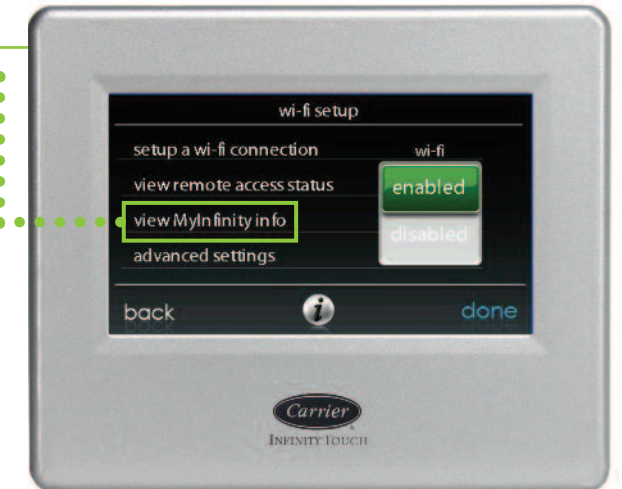 wi-fi setup
setup a wi-fi connection
wi-fi
view remote access status
enabled
view MyInfinity info
disabled
advanced settings
back
i
done
Carrier
INFINITY TOUCH